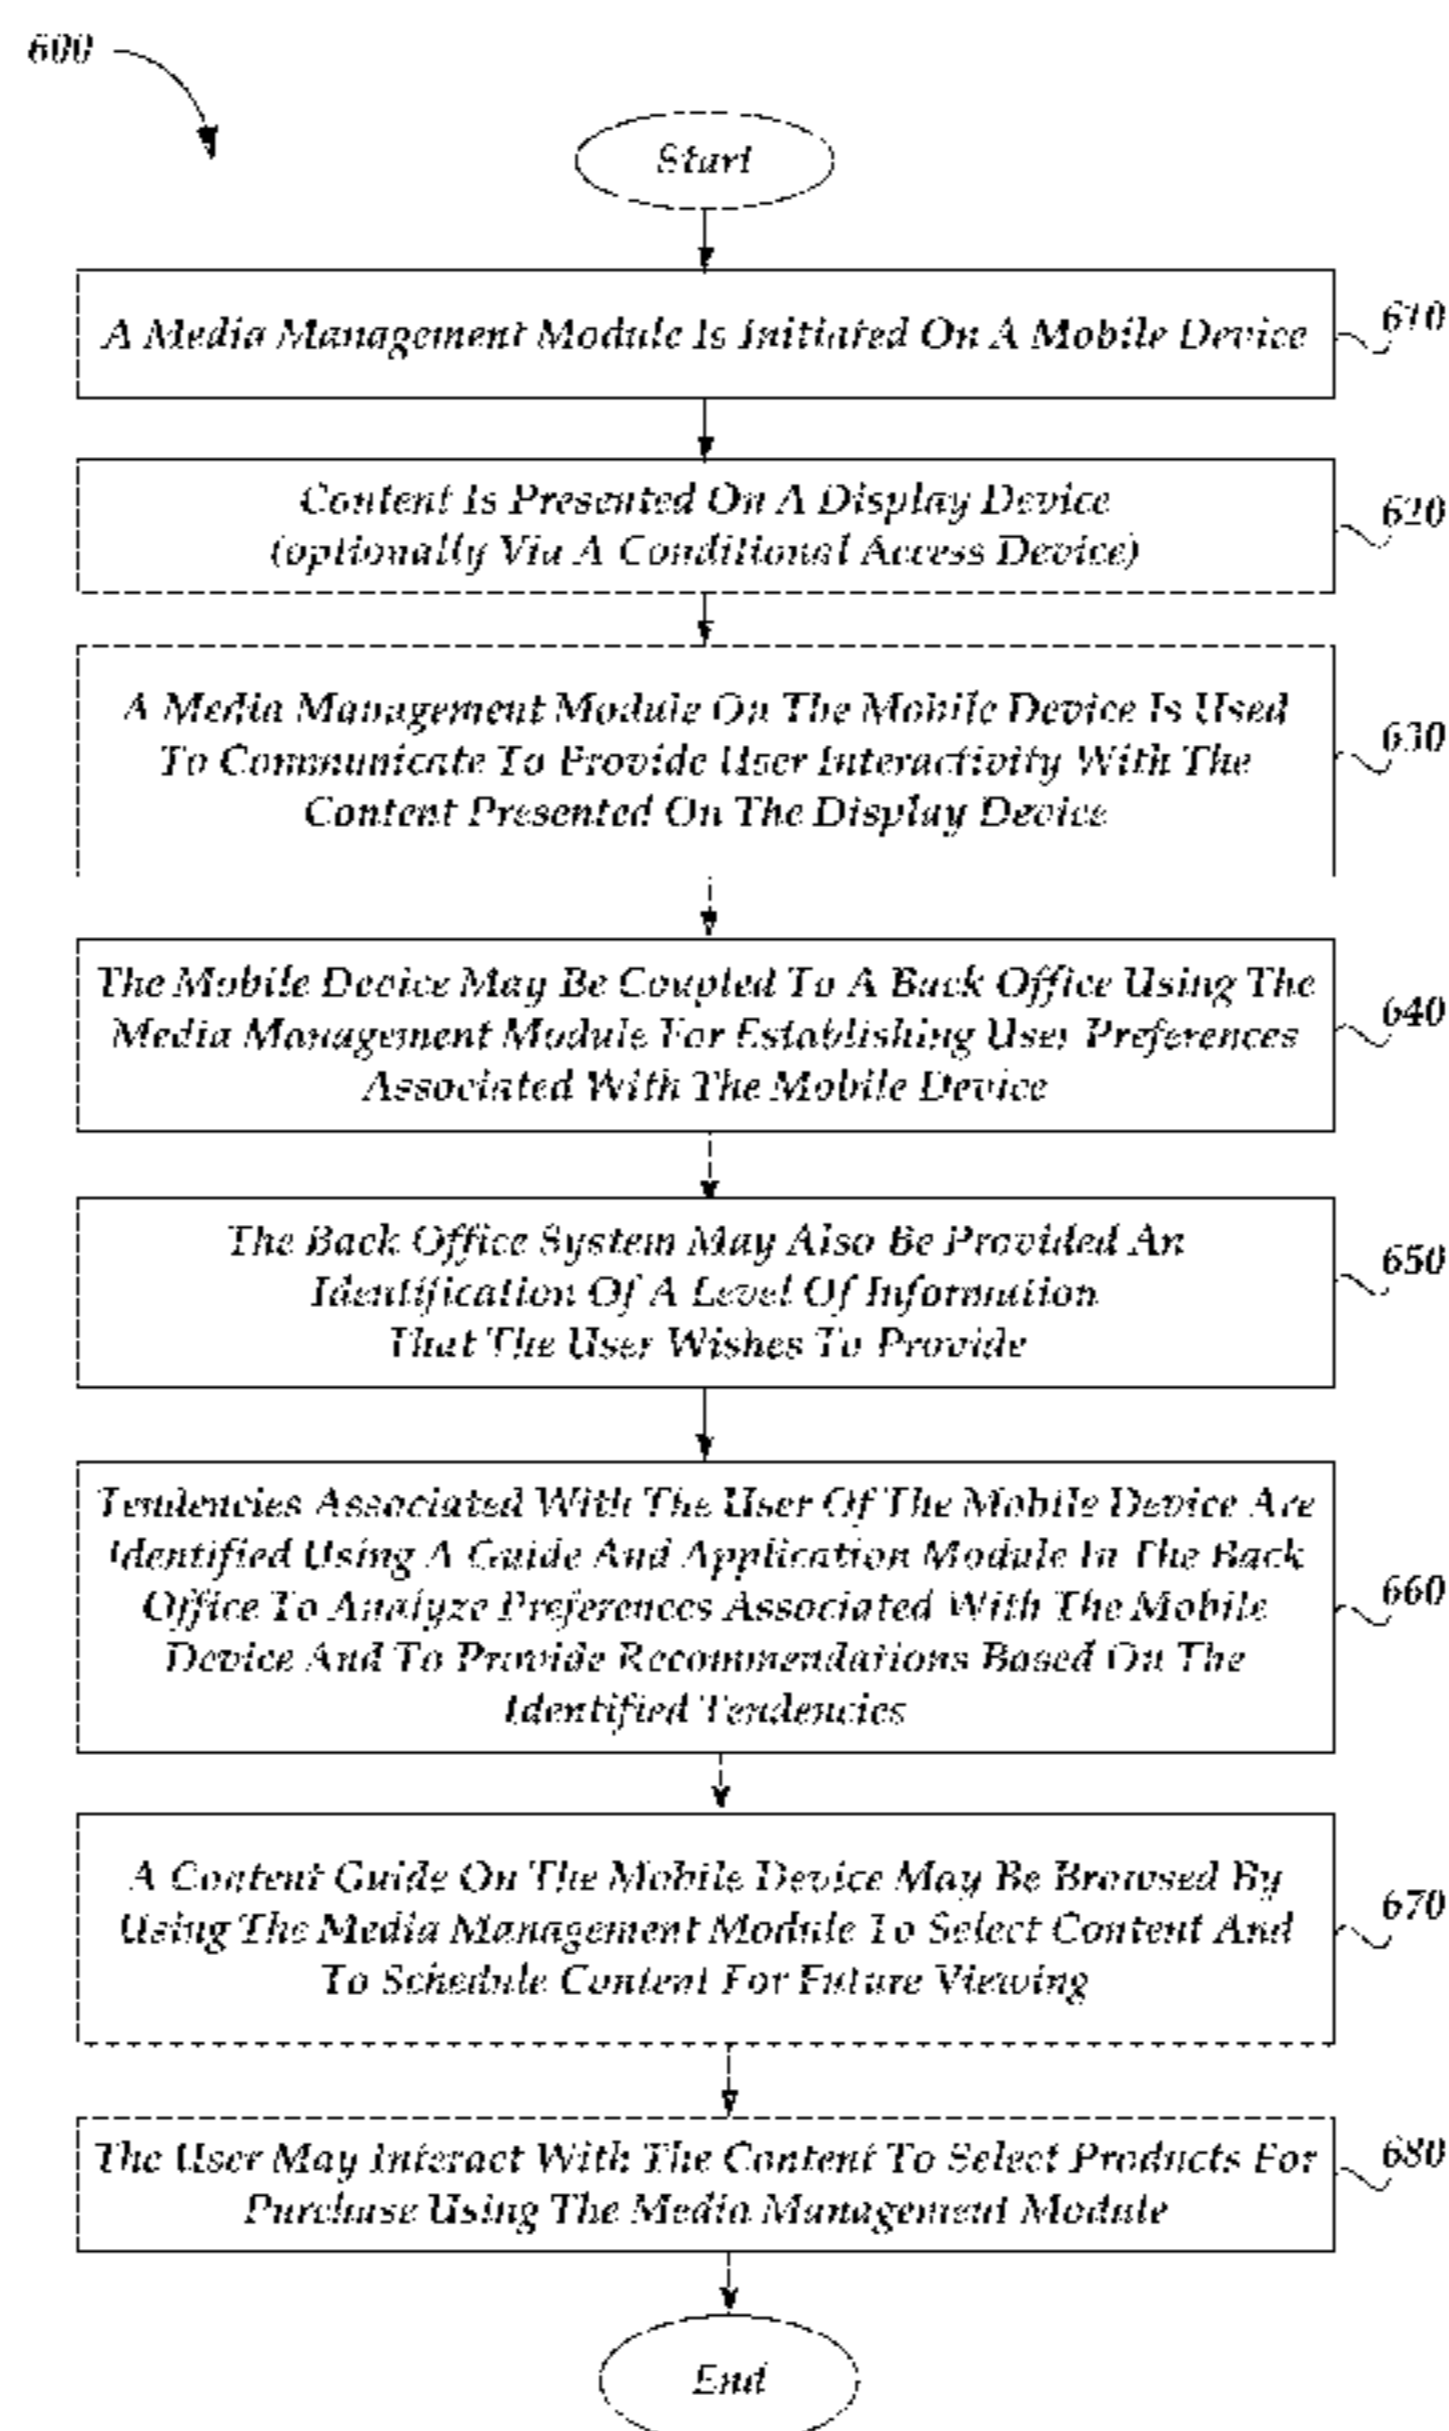 600
Start
A Media Management Module Is Initiated On A Mobile Device
610
Content Is Presented On A Display Device
(optionally Via A Conditional Access Device)
620
A Media Management Module On The Mobile Device Is Used
To Communicate To Provide User Interactivity With The
Content Presented On The Display Device
630
The Mobile Device May Be Coupled To A Back Office Using The
Media Management Module For Establishing User Preferences
Associated With The Mobile Device
640
The Back Office System May Also Be Provided An
Identification Of A Level Of Information
That The User Wishes To Provide
650
Tendencies Associated With The User Of The Mobile Device Are
Identified Using A Guide And Application Module In The Back
Office To Analyze Preferences Associated With The Mobile
Device And To Provide Recommendations Based On The
Identified Tendencies
660
A Content Guide On The Mobile Device May Be Browsed By
Using The Media Management Module To Select Content And
To Schedule Content For Future Viewing
670
The User May Interact With The Content To Select Products For
Purchase Using The Media Management Module
680
End